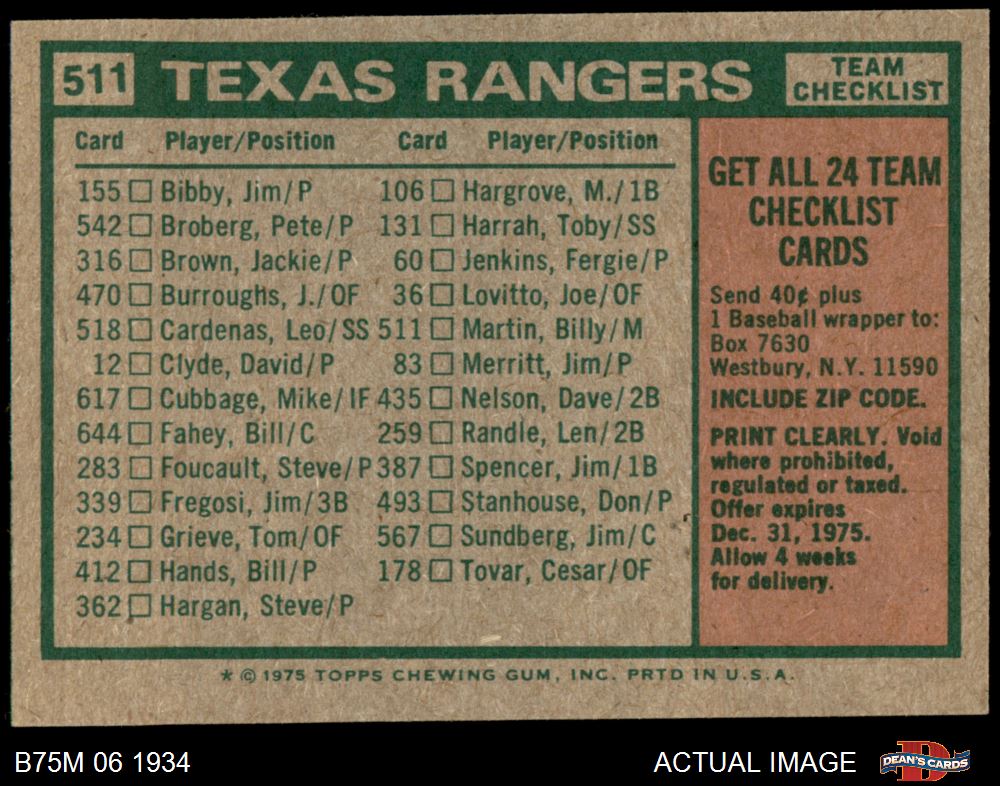 511 TEXAS RANGERS TEAM CHECKLIST
Card Player/Position Card Player/Position
155 Bibby, Jim/P 106 Hargrove, M./1B
542 Broberg, Pete/P 131 Harrah, Toby/SS
316 Brown, Jackie/P 60 Jenkins, Fergie/P
470 Burroughs, J./OF 36 Lovitto, Joe/OF
518 Cardenas, Leo/SS 511 Martin, Billy/M
12 Clyde, David/P 83 Merritt, Jim/P
617 Cubbage, Mike/IF 435 Nelson, Dave/2B
644 Fahey, Bill/C 259 Randle, Len/2B
283 Foucault, Steve/P 387 Spencer, Jim/1B
339 Fregosi, Jim/3B 493 Stanhouse, Don/P
234 Grieve, Tom/OF 567 Sundberg, Jim/C
412 Hands, Bill/P 178 Tovar, Cesar/OF
362 Hargan, Steve/P
GET ALL 24 TEAM
CHECKLIST
CARDS
Send 40¢ plus
1 Baseball wrapper to:
Box 7630
Westbury, N.Y. 11590
INCLUDE ZIP CODE.
PRINT CLEARLY. Void
where prohibited,
regulated or taxed.
Offer expires
Dec. 31, 1975.
Allow 4 weeks
for delivery.
* © 1975 TOPPS CHEWING GUM, INC. PRTD IN U.S.A.
B75M 06 1934 ACTUAL IMAGE D DEAN'S CARDS